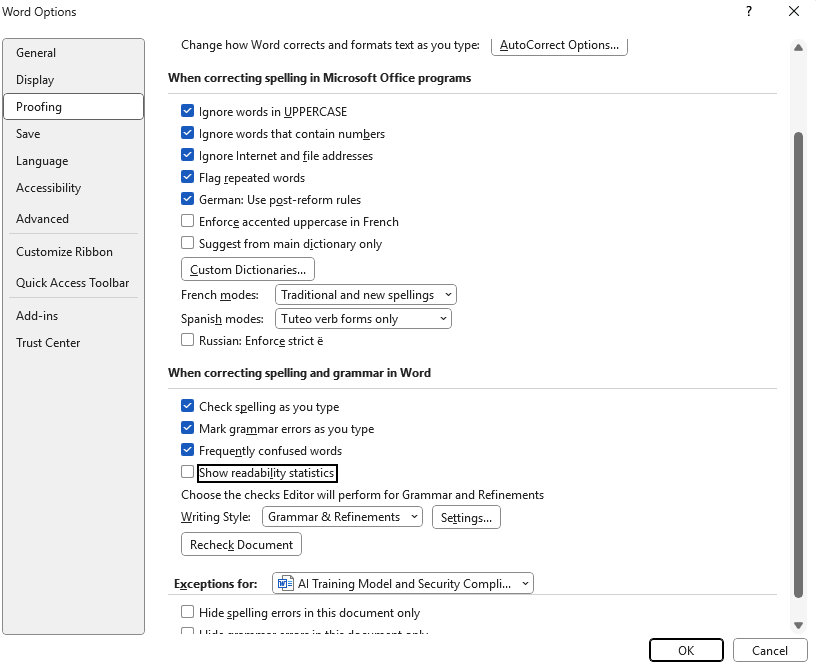 Word Options
?
General
Display
Proofing
Save
Language
Accessibility
Advanced
Customize Ribbon
Quick Access Toolbar
Add-ins
Trust Center
Change how Word corrects and formats text as you type: AutoCorrect Options...
When correcting spelling in Microsoft Office programs
Ignore words in UPPERCASE
Ignore words that contain numbers
Ignore Internet and file addresses
Flag repeated words
German: Use post-reform rules
Enforce accented uppercase in French
Suggest from main dictionary only
Custom Dictionaries...
French modes: Traditional and new spellings
Spanish modes: Tuteo verb forms only
Russian: Enforce strict ё
When correcting spelling and grammar in Word
Check spelling as you type
Mark grammar errors as you type
Frequently confused words
Show readability statistics
Choose the checks Editor will perform for Grammar and Refinements
Writing Style: Grammar & Refinements Settings...
Recheck Document
Exceptions for: AI Training Model and Security Compli...
Hide spelling errors in this document only
Hide grammar errors in this document only
OK Cancel